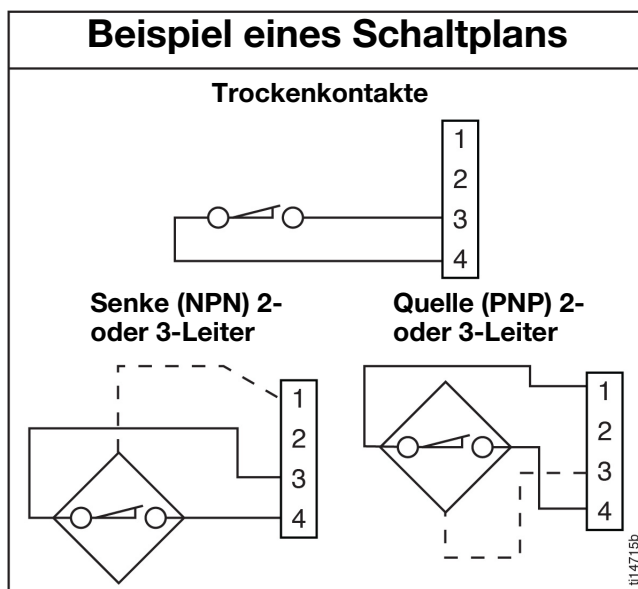 Beispiel eines Schaltplans
Trockenkontakte
1
2
3
4
Senke (NPN) 2-
oder 3-Leiter
1
2
3
4
Quelle (PNP) 2-
oder 3-Leiter
1
2
3
4
ti14715b